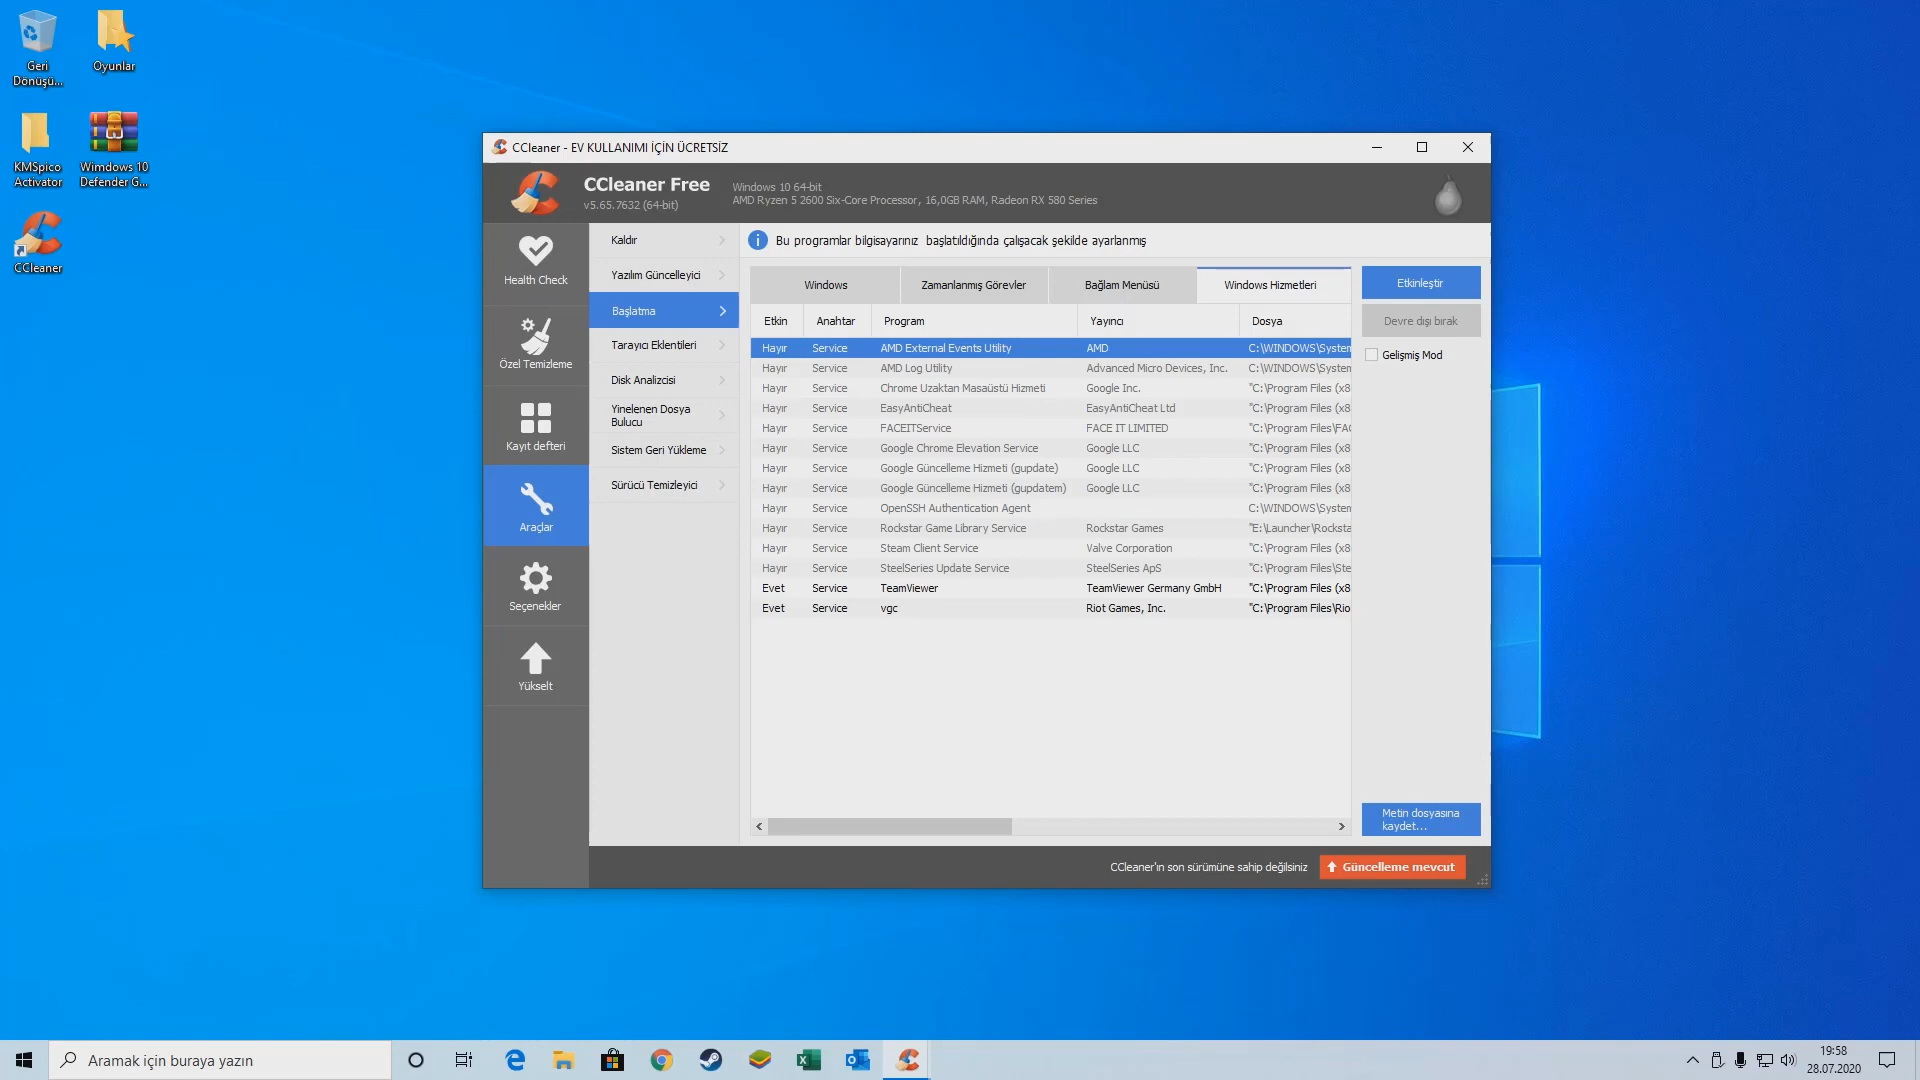 Geri
Dönüşü...
Oyunlar
KMSpico
Activator
Wimdows 10
Defender G...
CCleaner
CCleaner - EV KULLANIMI İÇİN ÜCRETSİZ
CCleaner Free
v5.65.7632 (64-bit)
Windows 10 64-bit
AMD Ryzen 5 2600 Six-Core Processor, 16,0GB RAM, Radeon RX 580 Series
Health Check
Özel Temizleme
Kayıt defteri
Araçlar
Seçenekler
Yükselt
Kaldır
Yazılım Güncelleyici
Başlatma
Tarayıcı Eklentileri
Disk Analizcisi
Yinelenen Dosya
Bulucu
Sistem Geri Yükleme
Sürücü Temizleyici
Bu programlar bilgisayarınız başlatıldığında çalışacak şekilde ayarlanmış
Windows Zamanlanmış Görevler Bağlam Menüsü Windows Hizmetleri
Etkin Anahtar Program Yayıncı Dosya
Hayır Service AMD External Events Utility AMD C:\WINDOWS\System
Hayır Service AMD Log Utility Advanced Micro Devices, Inc. C:\WINDOWS\System
Hayır Service Chrome Uzaktan Masaüstü Hizmeti Google Inc. "C:\Program Files (x8
Hayır Service EasyAntiCheat EasyAntiCheat Ltd "C:\Program Files (x8
Hayır Service FACEITService FACE IT LIMITED "C:\Program Files\FAC
Hayır Service Google Chrome Elevation Service Google LLC "C:\Program Files (x8
Hayır Service Google Güncelleme Hizmeti (gupdate) Google LLC "C:\Program Files (x8
Hayır Service Google Güncelleme Hizmeti (gupdatem) Google LLC "C:\Program Files (x8
Hayır Service OpenSSH Authentication Agent C:\WINDOWS\System
Hayır Service Rockstar Game Library Service Rockstar Games "E:\Launcher\Rocksta
Hayır Service Steam Client Service Valve Corporation "C:\Program Files (x8
Hayır Service SteelSeries Update Service SteelSeries ApS "C:\Program Files\Ste
Evet Service TeamViewer TeamViewer Germany GmbH "C:\Program Files (x8
Evet Service vgc Riot Games, Inc. "C:\Program Files\Rio
Etkinleştir
Devre dışı bırak
Gelişmiş Mod
Metin dosyasına
kaydet...
CCleaner'ın son sürümüne sahip değilsiniz
Güncelleme mevcut
Aramak için buraya yazın
19:58
28.07.2020